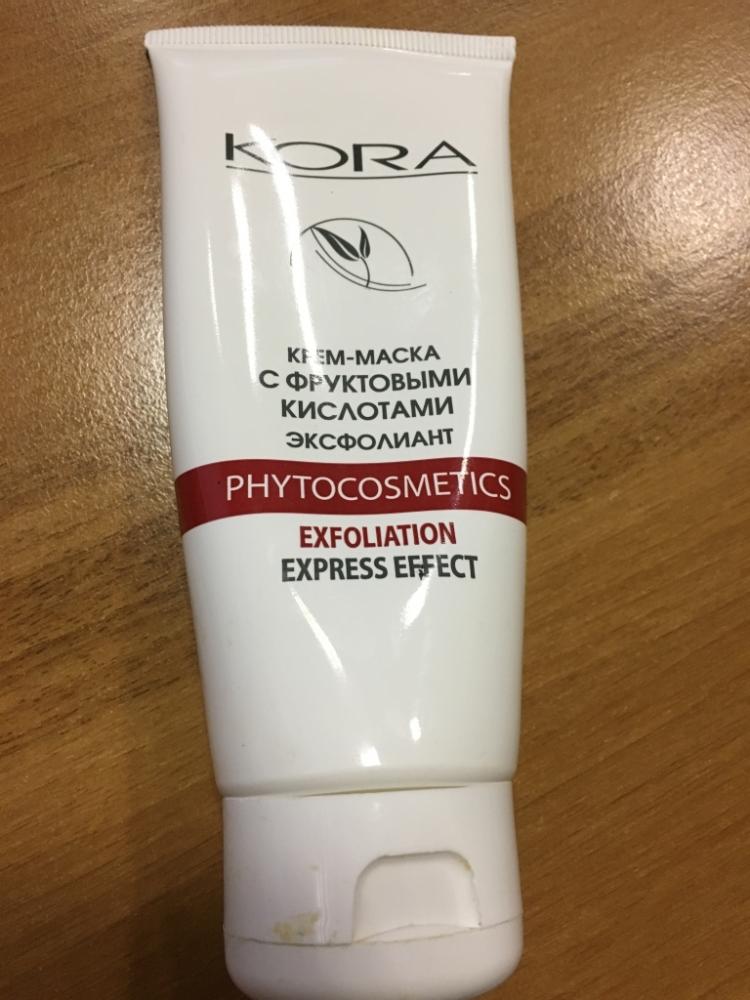 KORA
КРЕМ-МАСКА
С ФРУКТОВЫМИ
КИСЛОТАМИ
ЭКСФОЛИАНТ
PHYTOCOSMETICS
EXFOLIATION
EXPRESS EFFECT